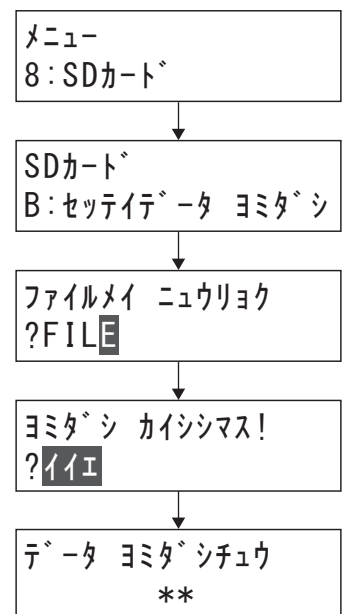 メニュー
8:SDカード
SDカード
B:セッテイデータ ヨミダシ
ファイルメイ ニュウリョク
?FILE
ヨミダシ カイシシマス!
?イイエ
データ ヨミダシチュウ
**